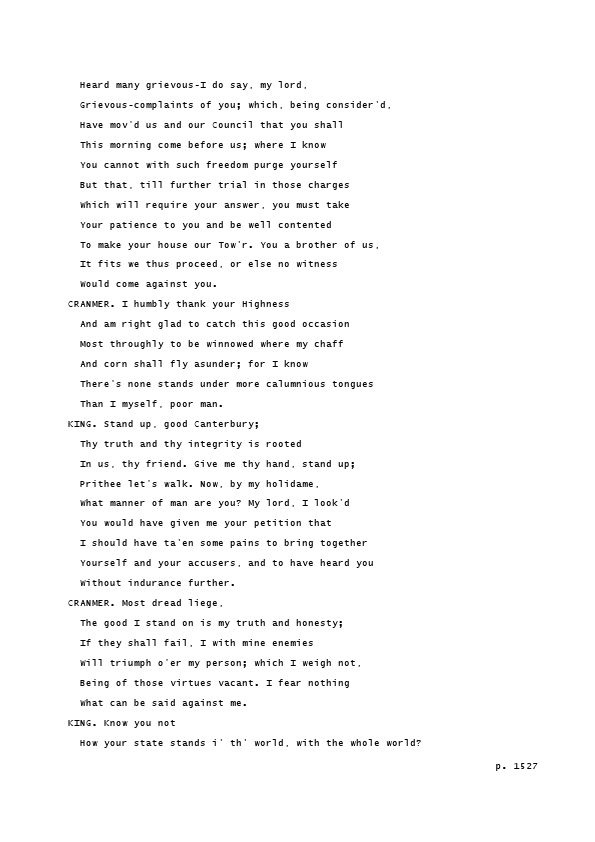 Heard many grievous-I do say, my lord,
Grievous-complaints of you; which, being consider'd,
Have mov'd us and our Council that you shall
This morning come before us; where I know
You cannot with such freedom purge yourself
But that, till further trial in those charges
Which will require your answer, you must take
Your patience to you and be well contented
To make your house our Tow'r. You a brother of us,
It fits we thus proceed, or else no witness
Would come against you.
CRANMER. I humbly thank your Highness
And am right glad to catch this good occasion
Most throughly to be winnowed where my chaff
And corn shall fly asunder; for I know
There's none stands under more calumnious tongues
Than I myself, poor man.
KING. Stand up, good Canterbury;
Thy truth and thy integrity is rooted
In us, thy friend. Give me thy hand, stand up;
Prithee let's walk. Now, by my holidame,
What manner of man are you? My lord, I look'd
You would have given me your petition that
I should have ta'en some pains to bring together
Yourself and your accusers, and to have heard you
Without indurance further.
CRANMER. Most dread liege,
The good I stand on is my truth and honesty;
If they shall fail, I with mine enemies
Will triumph o'er my person; which I weigh not,
Being of those virtues vacant. I fear nothing
What can be said against me.
KING. Know you not
How your state stands i' th' world, with the whole world?
p. 1527